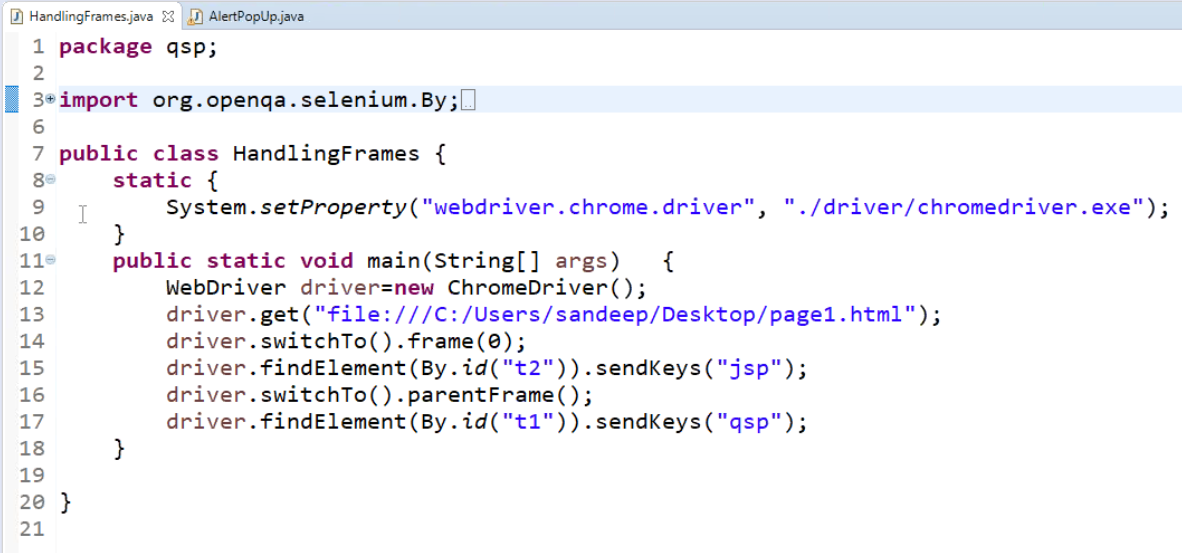 HandlingFrames.java AlertPopUp.java
1 package qsp;
2
3 import org.openqa.selenium.By;
6
7 public class HandlingFrames {
8 static {
9 System.setProperty("webdriver.chrome.driver", "./driver/chromedriver.exe");
10 }
11 public static void main(String[] args) {
12 WebDriver driver=new ChromeDriver();
13 driver.get("file:///C:/Users/sandeep/Desktop/page1.html");
14 driver.switchTo().frame(0);
15 driver.findElement(By.id("t2")).sendKeys("jsp");
16 driver.switchTo().parentFrame();
17 driver.findElement(By.id("t1")).sendKeys("qsp");
18 }
19
20 }
21